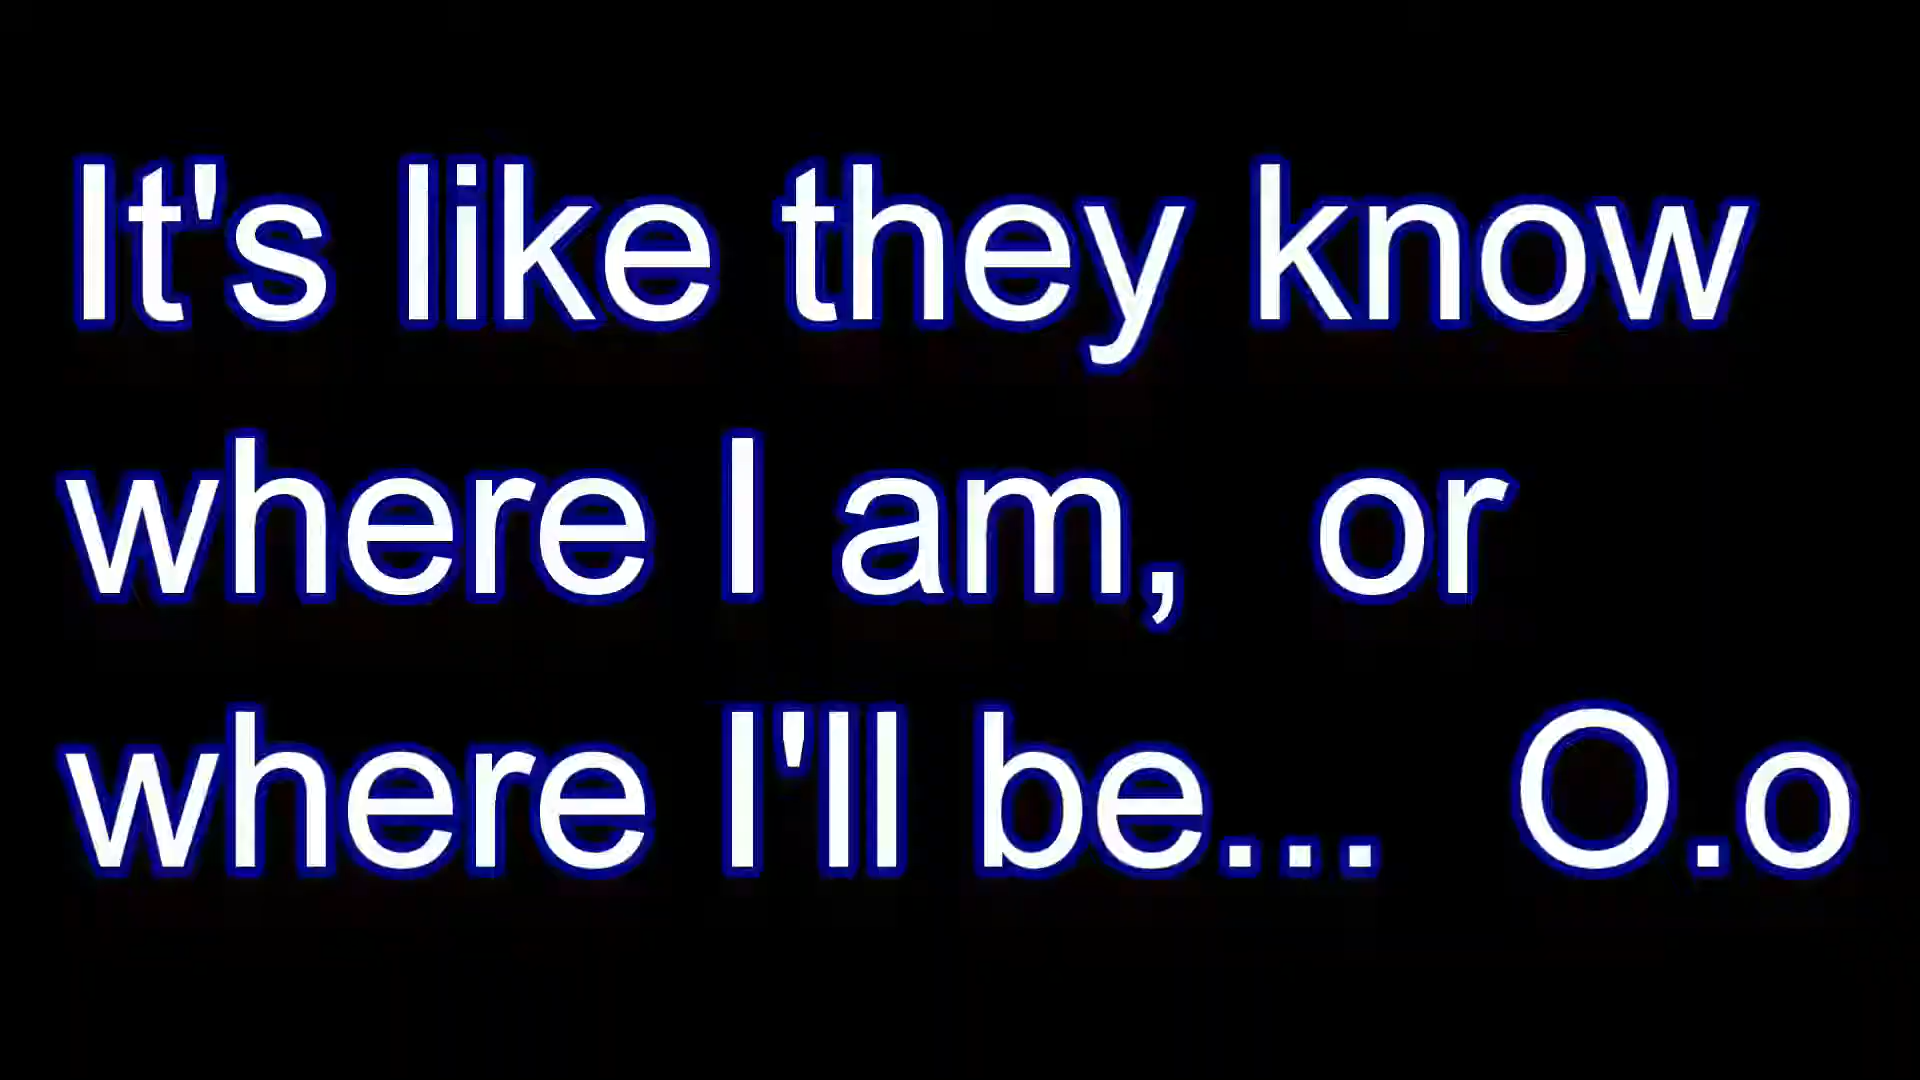 It's like they know
where I am,  or
where I'll be...  O.o